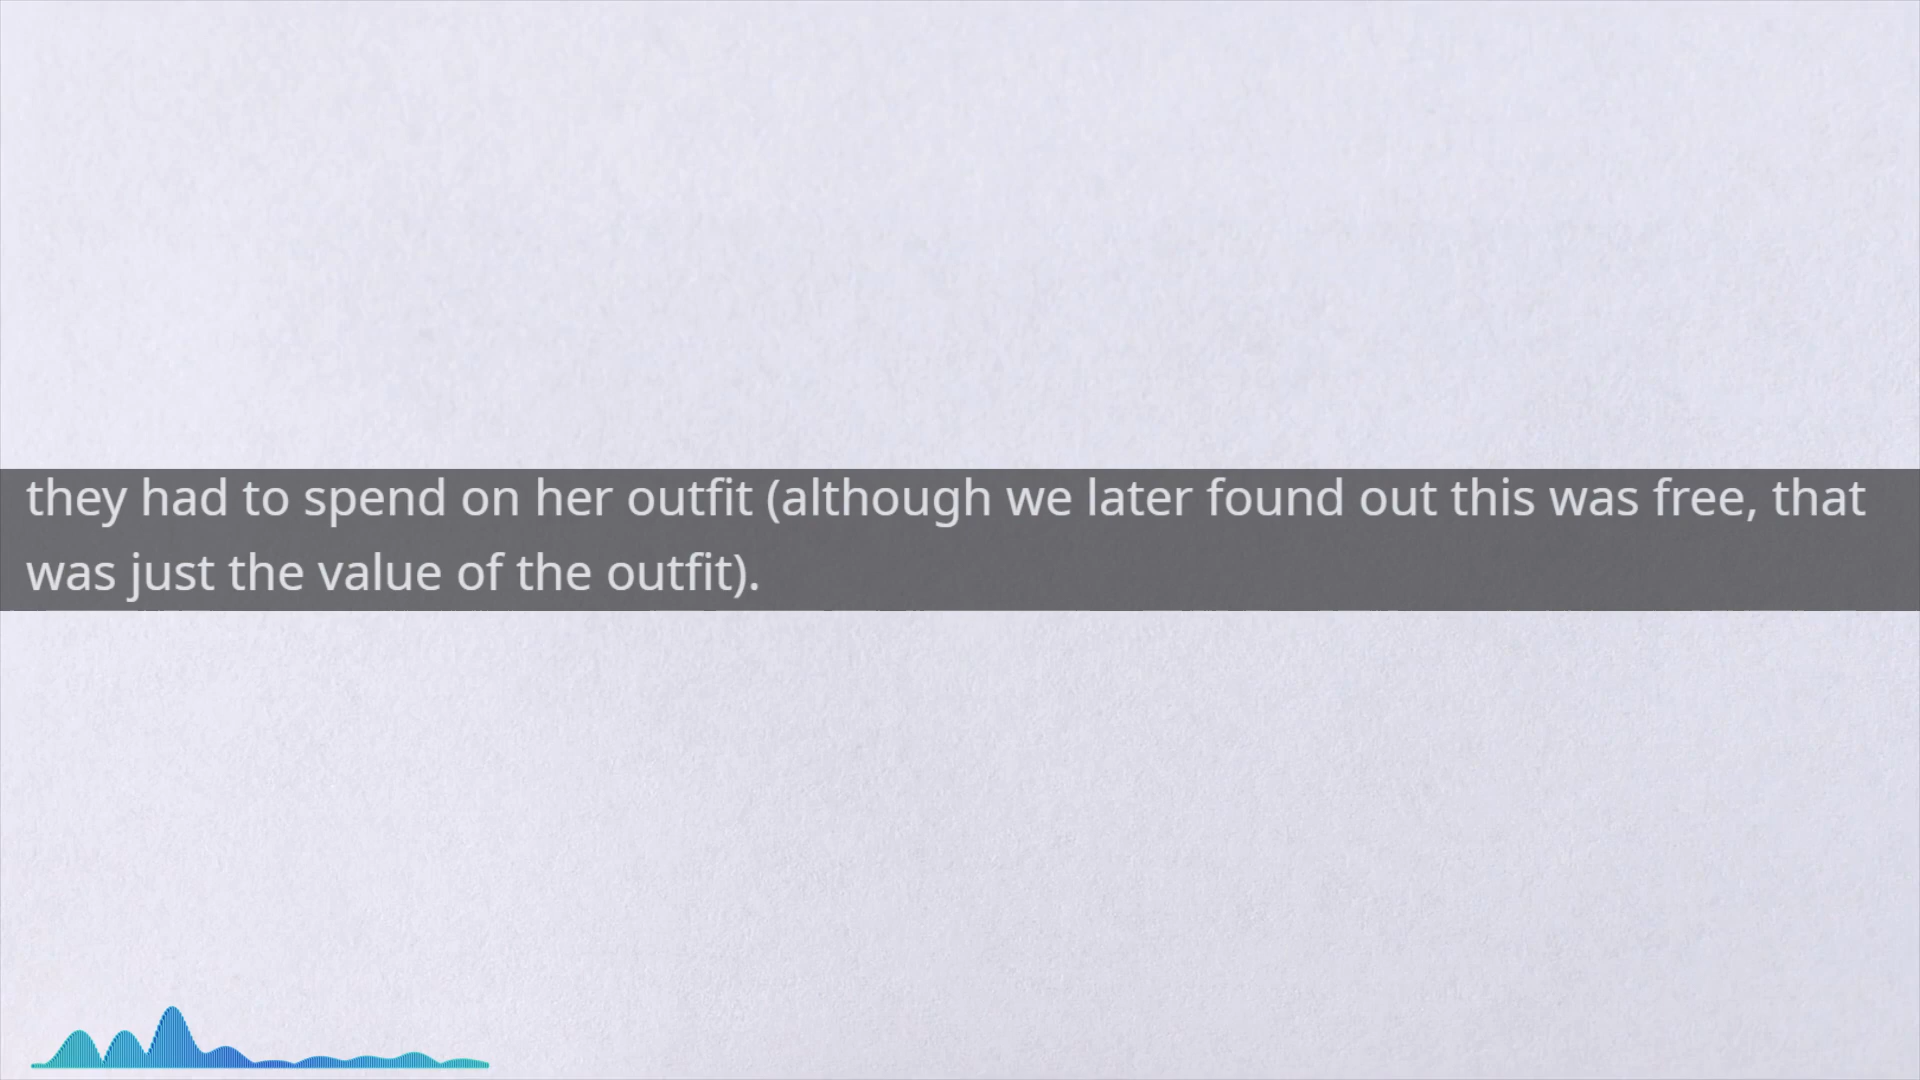 they had to spend on her outfit (although we later found out this was free, that
was just the value of the outfit).